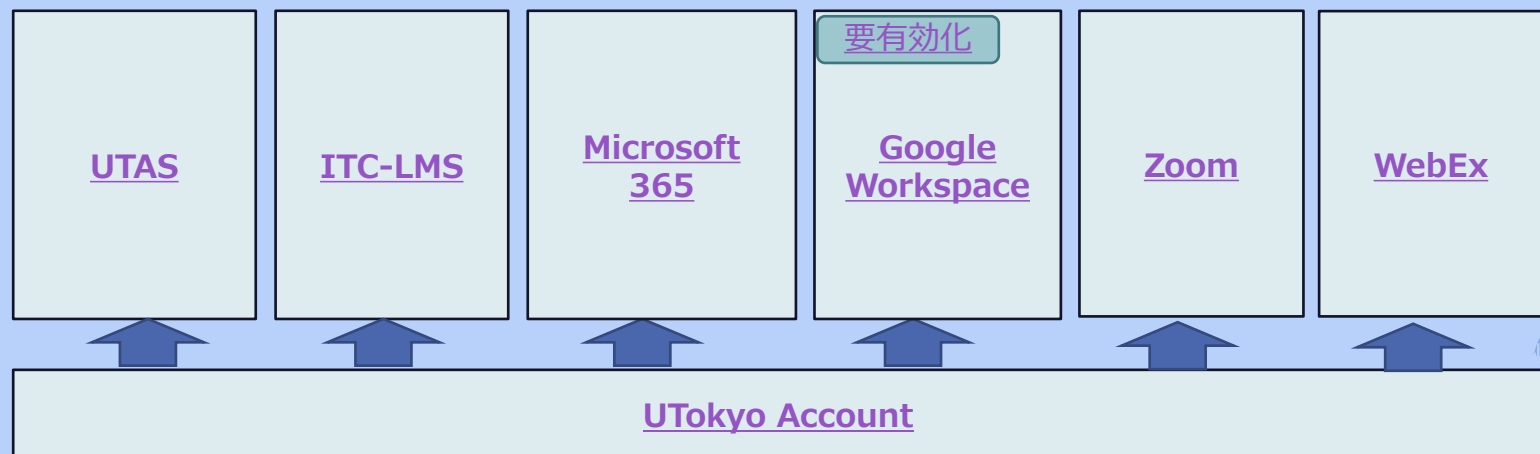 要有効化
UTAS
ITC-LMS
Microsoft
365
Google
Workspace
Zoom
WebEx
UTokyo Account